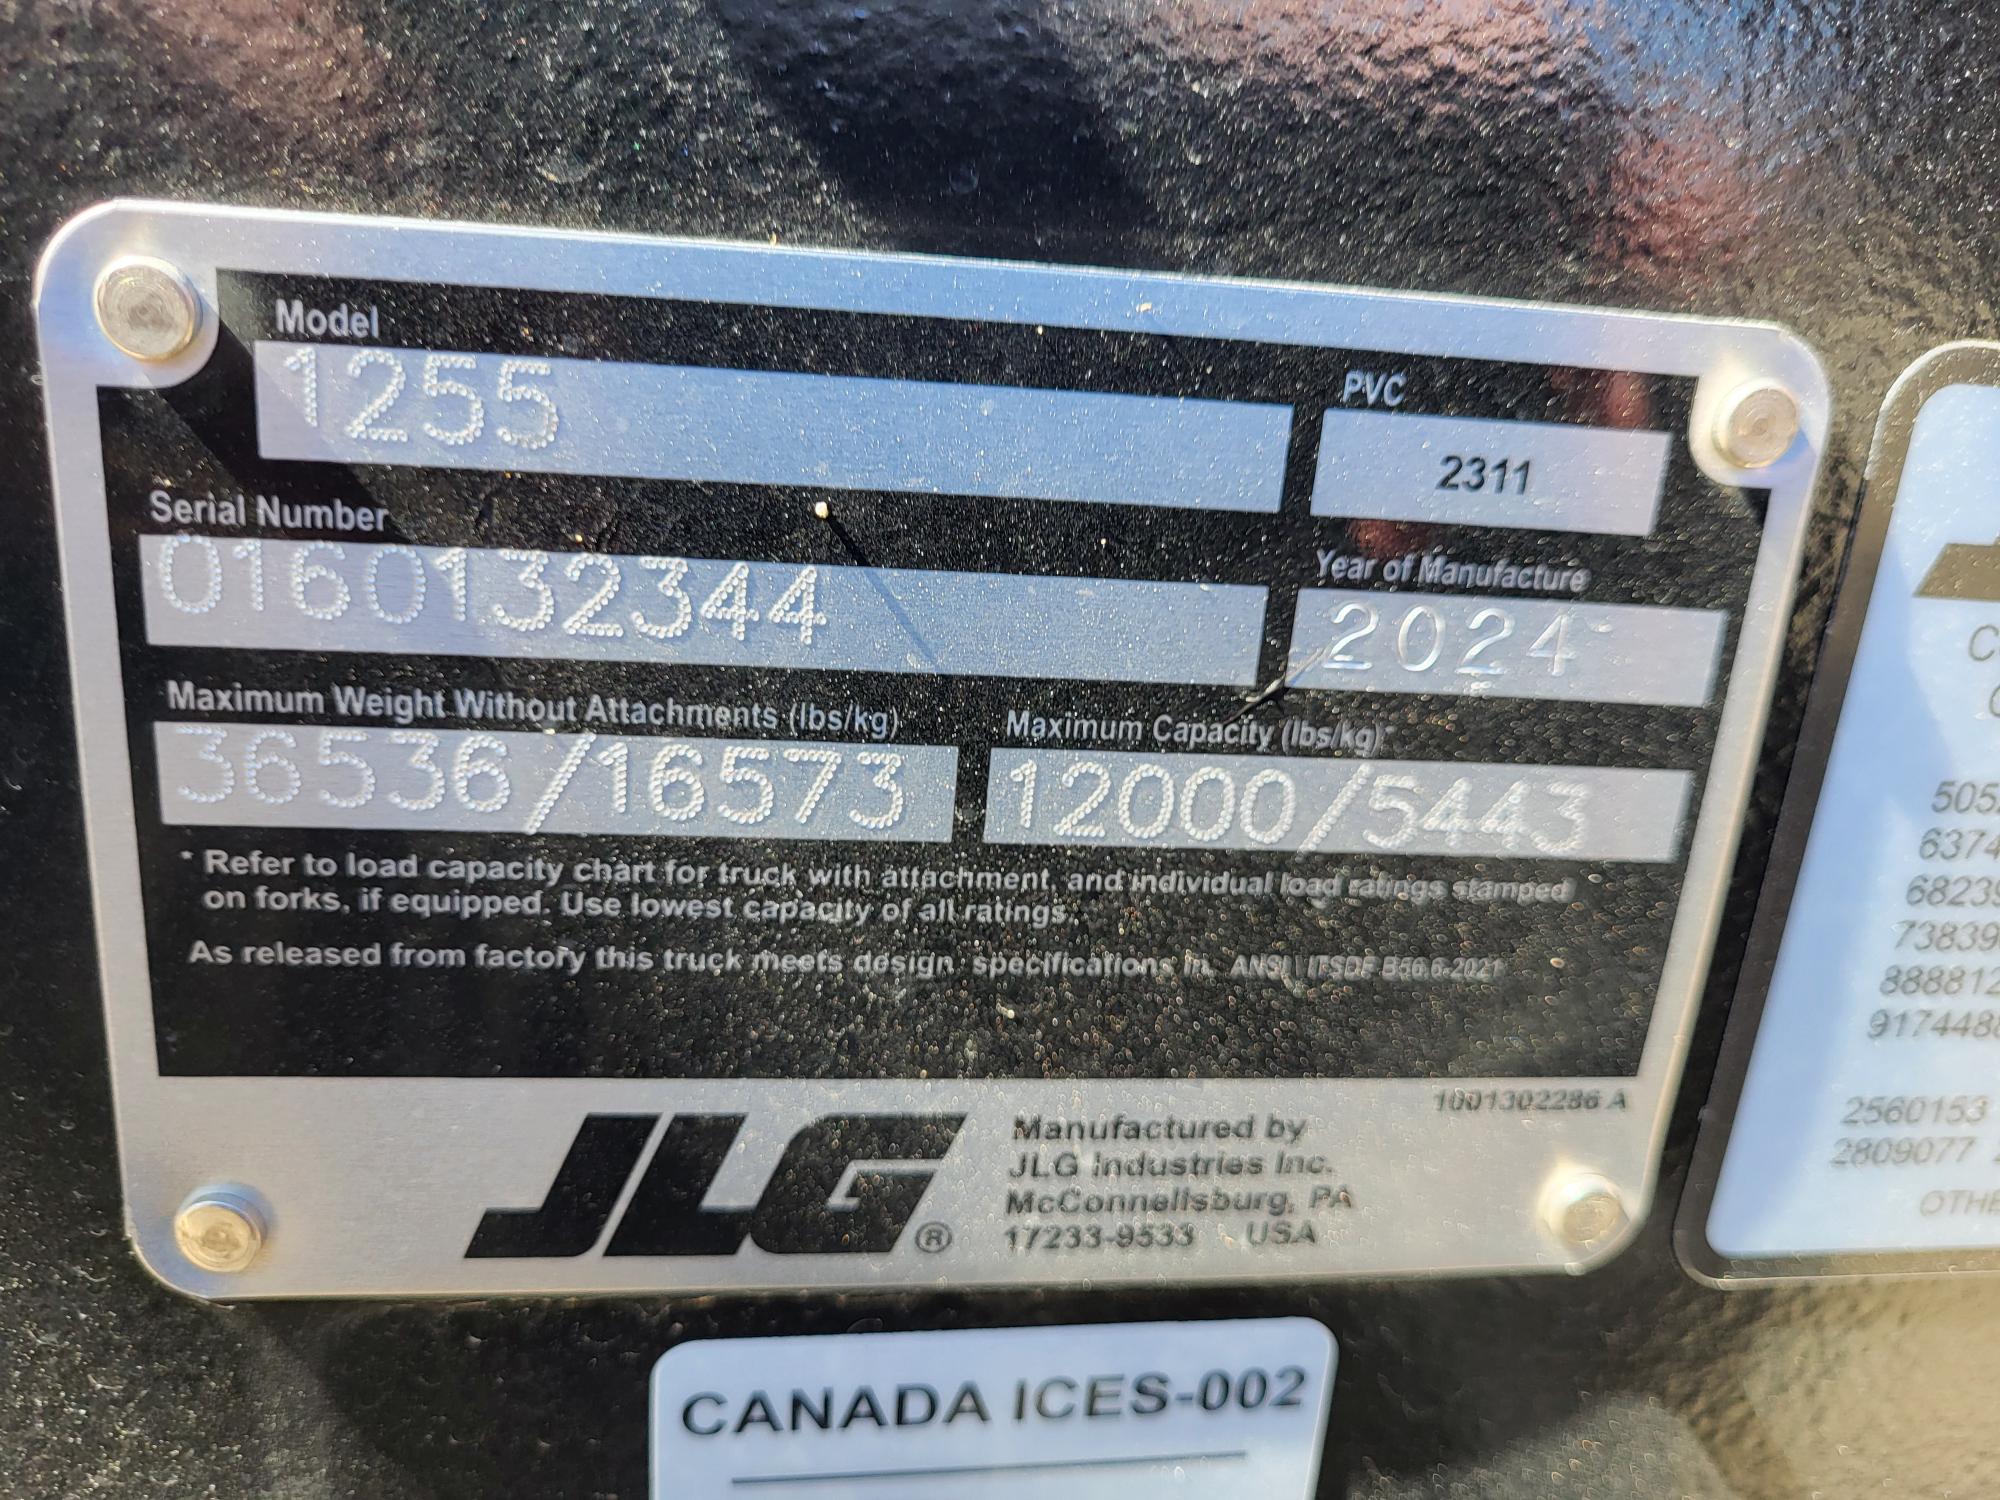 Model
1255
PVC
2311
Serial Number
0160132344
Year of Manufacture
2024
Maximum Weight Without Attachments (lbs/kg)
36536/16573
Maximum Capacity (lbs/kg)*
12000/5443
* Refer to load capacity chart for truck with attachment, and individual load ratings stamped
on forks, if equipped. Use lowest capacity of all ratings.
As released from factory this truck meets design specifications in ANSI \ ITSDF B56.6-2021
1001302286 A
JLG ®
Manufactured by
JLG Industries Inc.
McConnellsburg, PA
17233-9533 USA
CANADA ICES-002
2560153
2809077